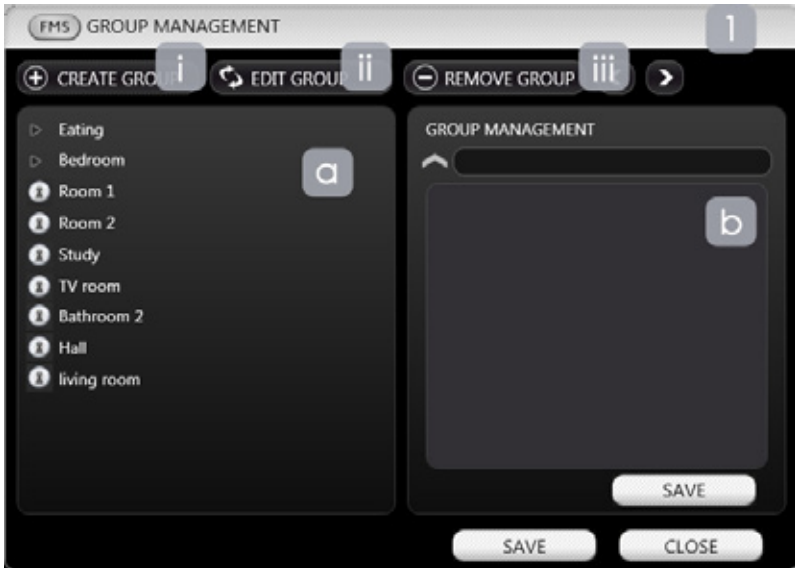 FMS GROUP MANAGEMENT 1
CREATE GROU i EDIT GROUP ii REMOVE GROUP iii
Eating
Bedroom
Room 1
Room 2
Study
TV room
Bathroom 2
Hall
living room
a
GROUP MANAGEMENT
b
SAVE
SAVE CLOSE